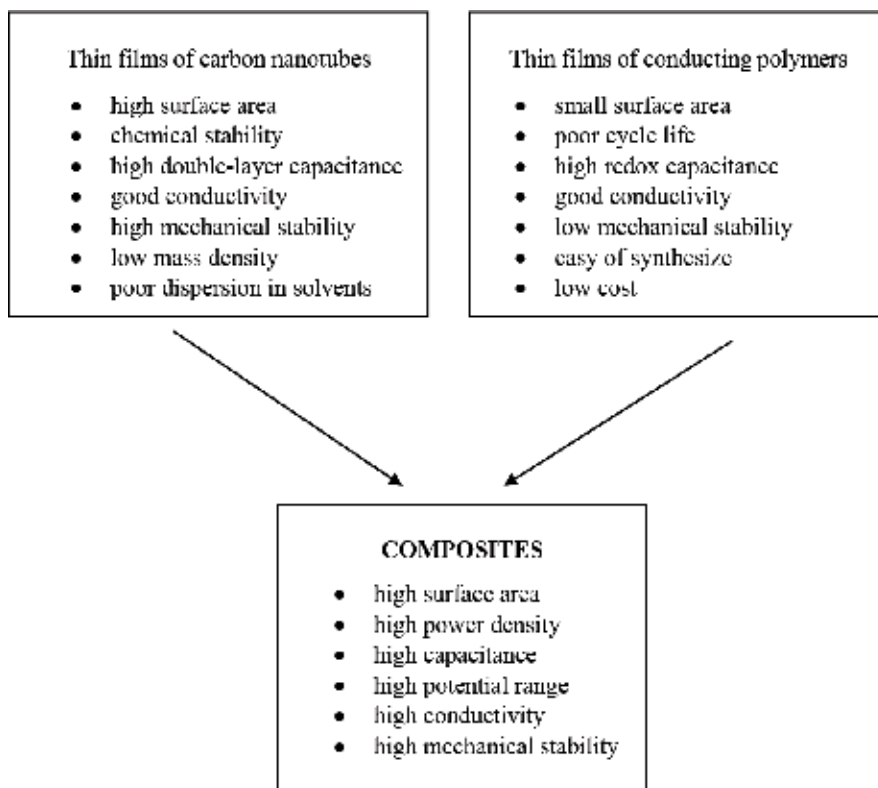 Thin films of carbon nanotubes
• high surface area
• chemical stability
• high double-layer capacitance
• good conductivity
• high mechanical stability
• low mass density
• poor dispersion in solvents
Thin films of conducting polymers
• small surface area
• poor cycle life
• high redox capacitance
• good conductivity
• low mechanical stability
• easy of synthesize
• low cost
COMPOSITES
• high surface area
• high power density
• high capacitance
• high potential range
• high conductivity
• high mechanical stability